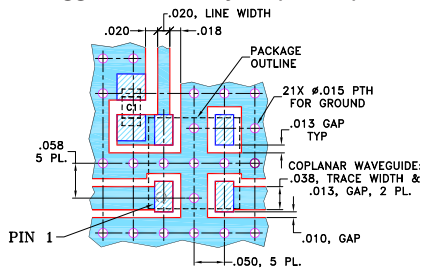 .020, LINE WIDTH
.020
.018
PACKAGE
OUTLINE
21X ø.015 PTH
FOR GROUND
C1
.013 GAP
TYP
.058
5 PL.
COPLANAR WAVEGUIDE:
.038, TRACE WIDTH &
.013, GAP, 2 PL.
PIN 1
.010, GAP
.050, 5 PL.